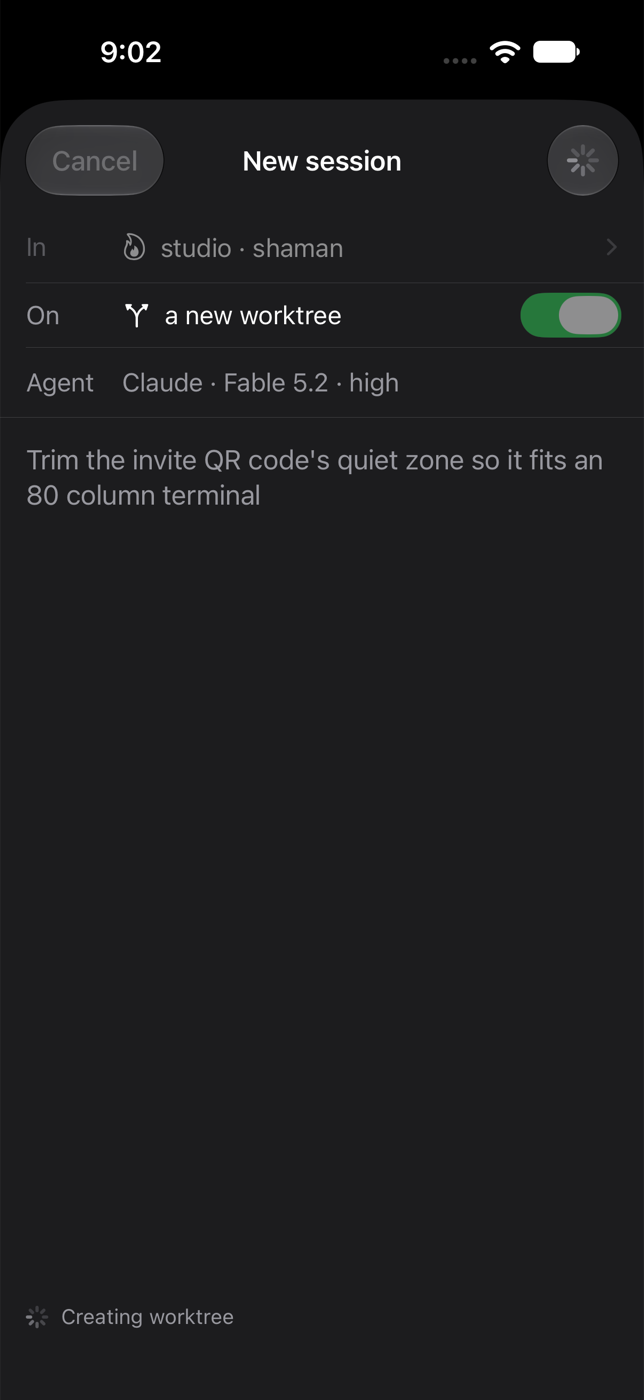 9:02
Cancel
New session
In studio · shaman
On a new worktree
Agent Claude · Fable 5.2 · high
Trim the invite QR code's quiet zone so it fits an
80 column terminal
Creating worktree